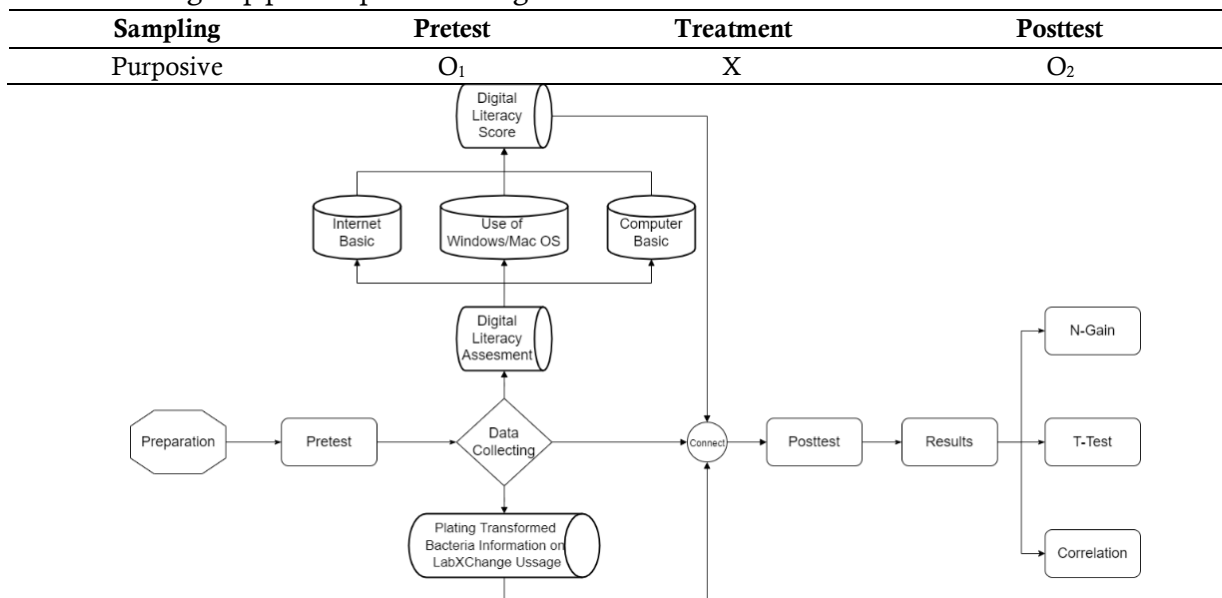 Sampling Pretest Treatment Posttest
Purposive O₁ X O₂
Digital
Literacy
Score
Internet
Basic
Use of
Windows/Mac OS
Computer
Basic
Digital
Literacy
Assesment
N-Gain
Preparation
Pretest
Data
Collecting
Connect
Posttest
Results
T-Test
Plating Transformed
Bacteria Information on
LabXChange Ussage
Correlation